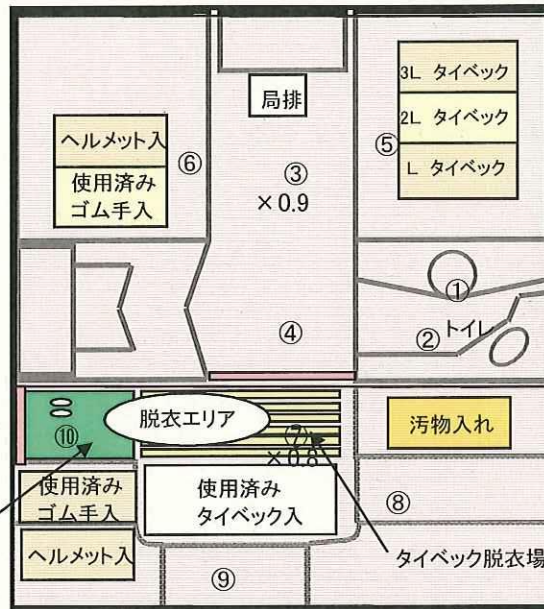 局排
3L タイベック
2L タイベック
L タイベック
⑤
ヘルメット入
使用済み
ゴム手入
⑥
③
×0.9
①
④
②
トイレ
脱衣エリア
⑩
⑦
×0.8
汚物入れ
使用済み
ゴム手入
使用済み
タイベック入
⑧
ヘルメット入
タイベック脱衣場
⑨